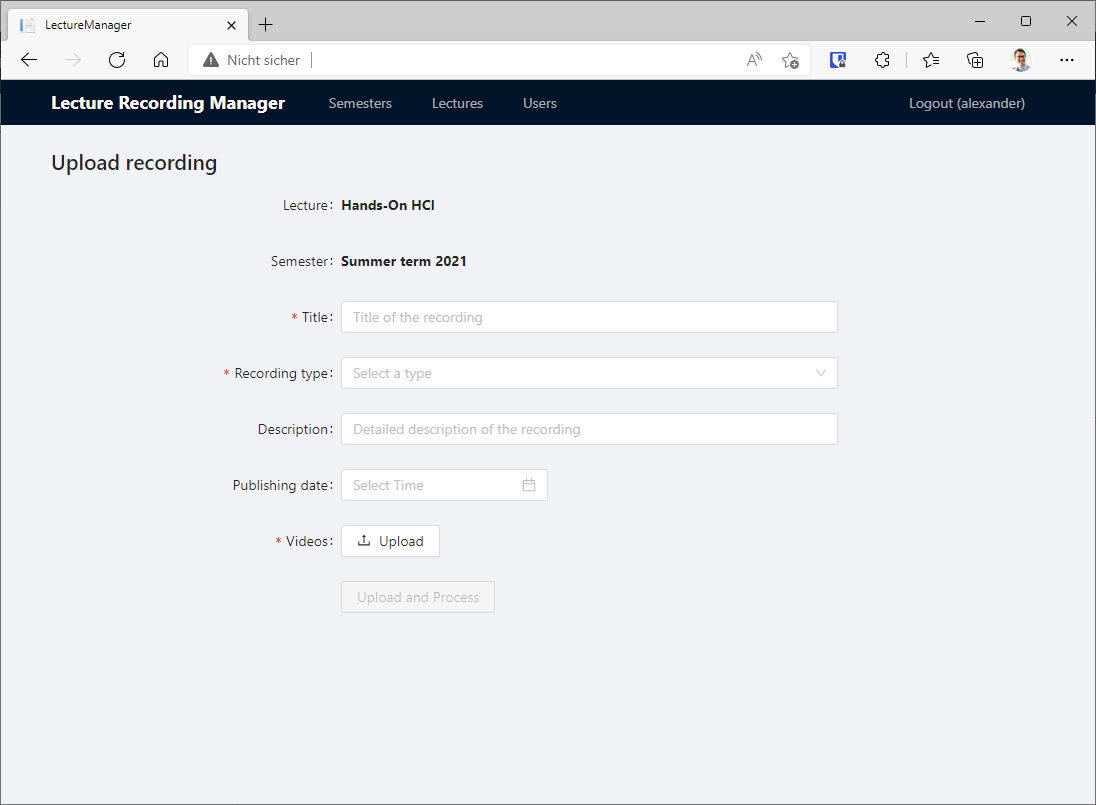 LectureManager
Nicht sicher
Lecture Recording Manager Semesters Lectures Users Logout (alexander)
Upload recording
Lecture: Hands-On HCI
Semester: Summer term 2021
* Title: Title of the recording
* Recording type: Select a type
Description: Detailed description of the recording
Publishing date: Select Time
* Videos: Upload
Upload and Process